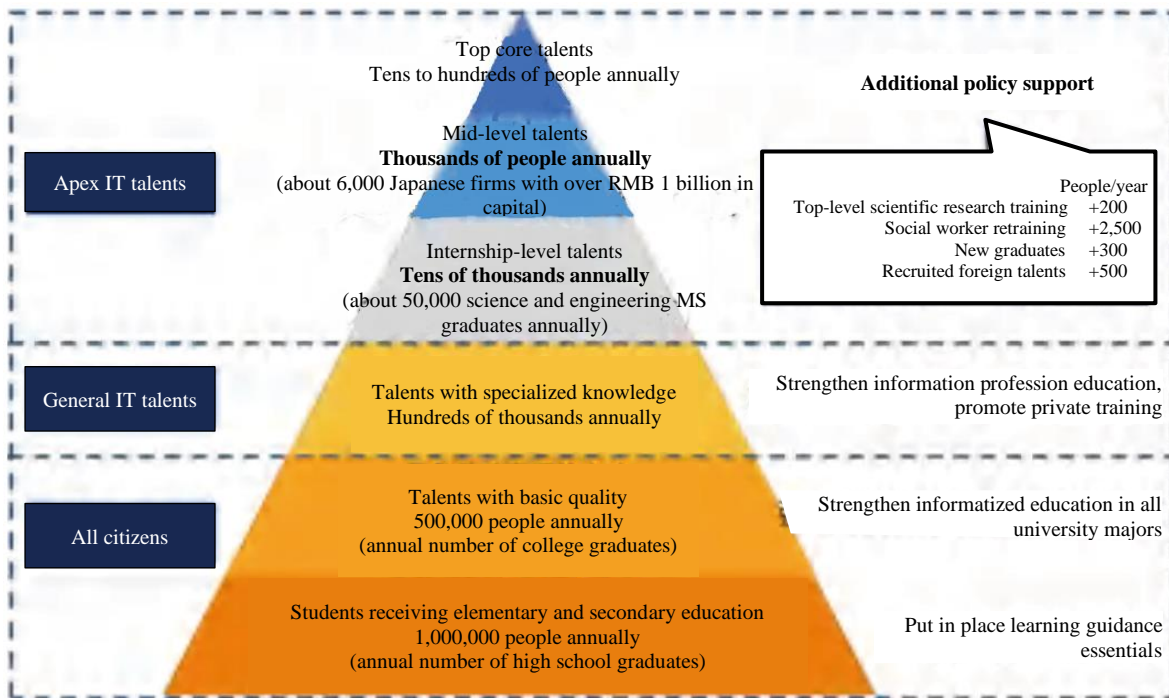 Top core talents
Tens to hundreds of people annually
Additional policy support
Apex IT talents
Mid-level talents
Thousands of people annually
(about 6,000 Japanese firms with over RMB 1 billion in
capital)
People/year
Top-level scientific research training +200
Social worker retraining +2,500
New graduates +300
Recruited foreign talents +500
Internship-level talents
Tens of thousands annually
(about 50,000 science and engineering MS
graduates annually)
General IT talents
Talents with specialized knowledge
Hundreds of thousands annually
Strengthen information profession education,
promote private training
All citizens
Talents with basic quality
500,000 people annually
(annual number of college graduates)
Strengthen informatized education in all
university majors
Students receiving elementary and secondary education
1,000,000 people annually
(annual number of high school graduates)
Put in place learning guidance
essentials